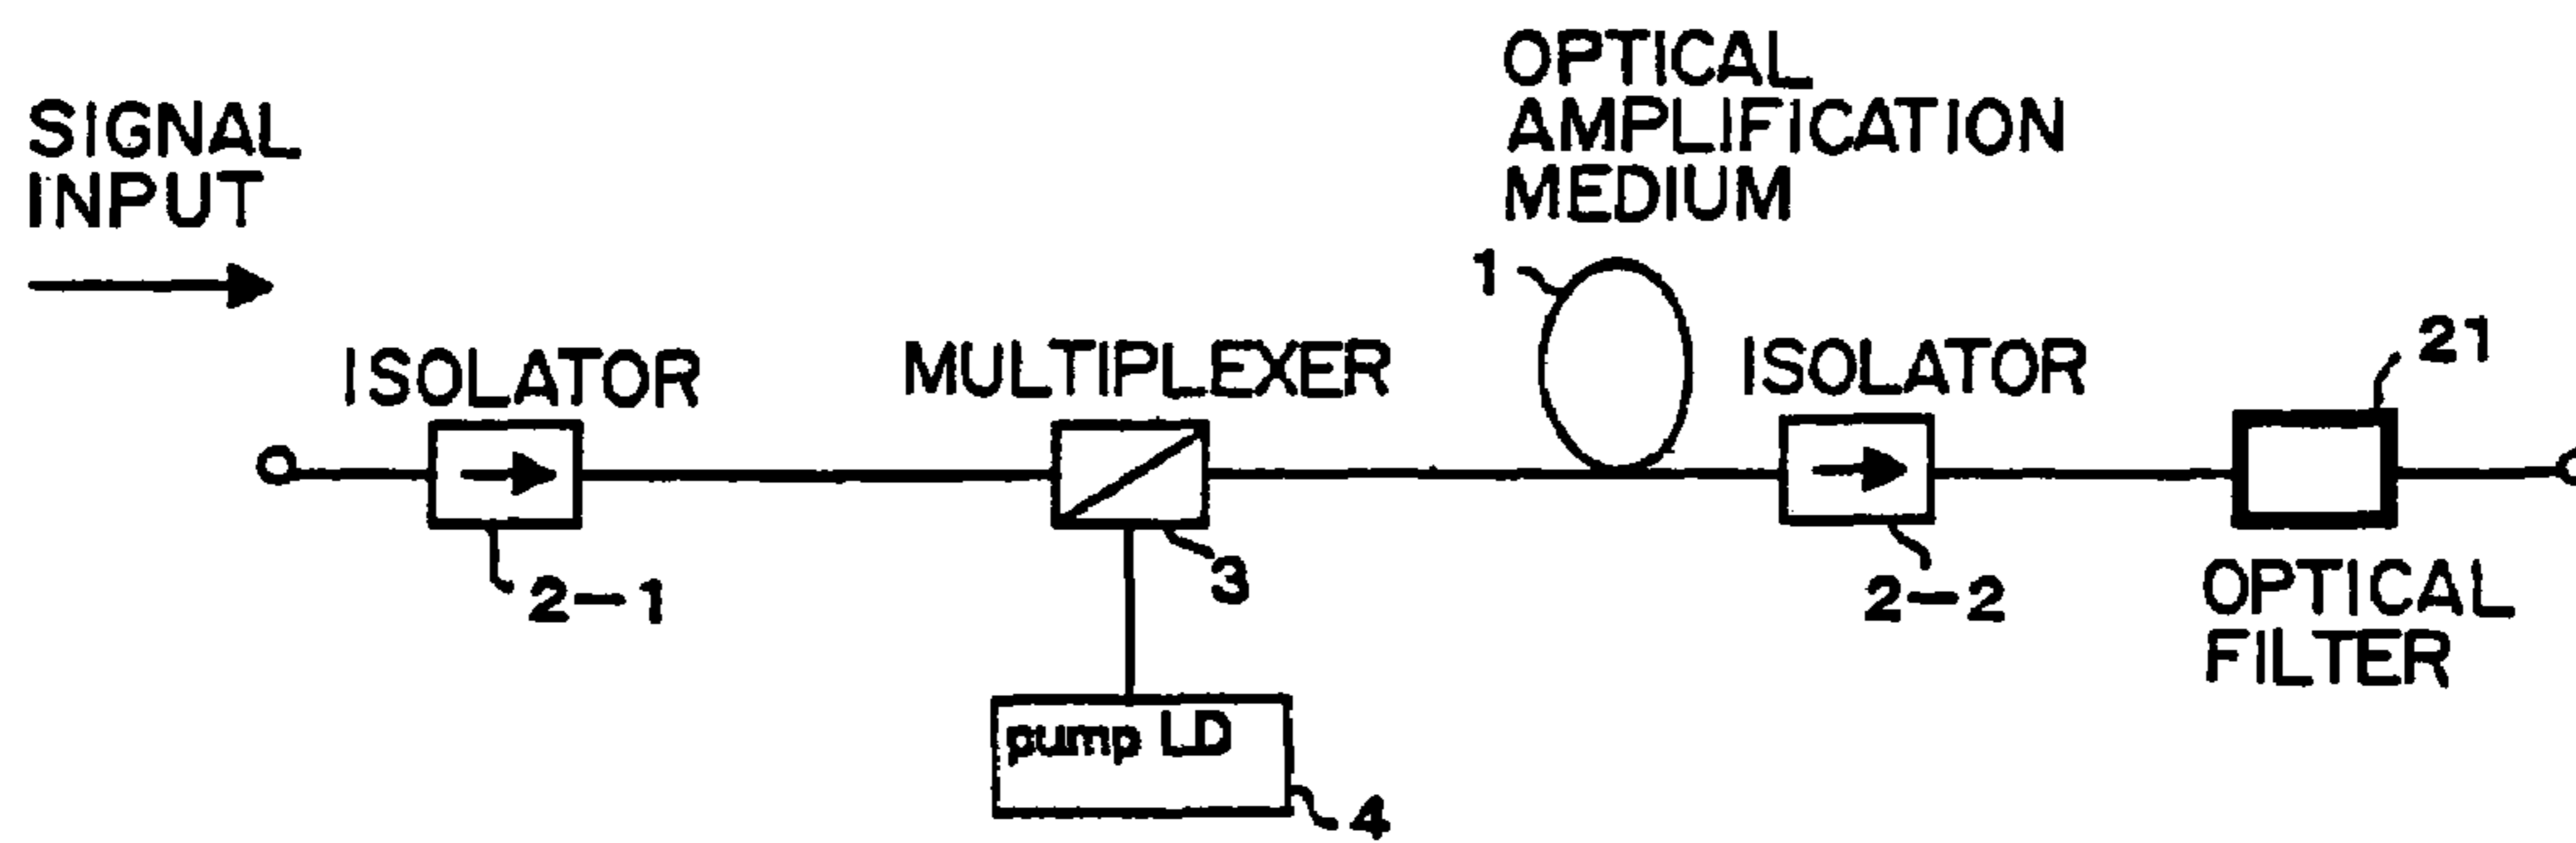 SIGNAL
INPUT
OPTICAL
AMPLIFICATION
MEDIUM
1
ISOLATOR
MULTIPLEXER
ISOLATOR
21
2-1
3
2-2
OPTICAL
FILTER
pump LD
4